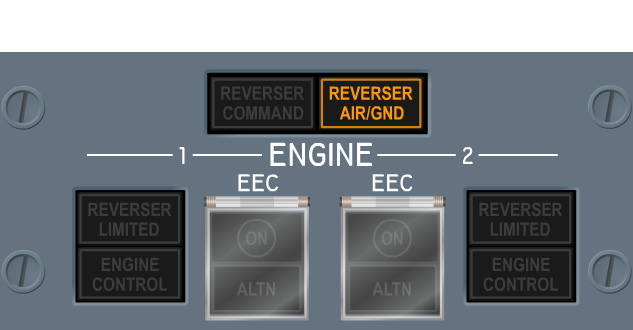 REVERSER
COMMAND
REVERSER
AIR/GND
1 ENGINE 2
EEC
EEC
REVERSER
LIMITED
ENGINE
CONTROL
ON
ALTN
ON
ALTN
REVERSER
LIMITED
ENGINE
CONTROL